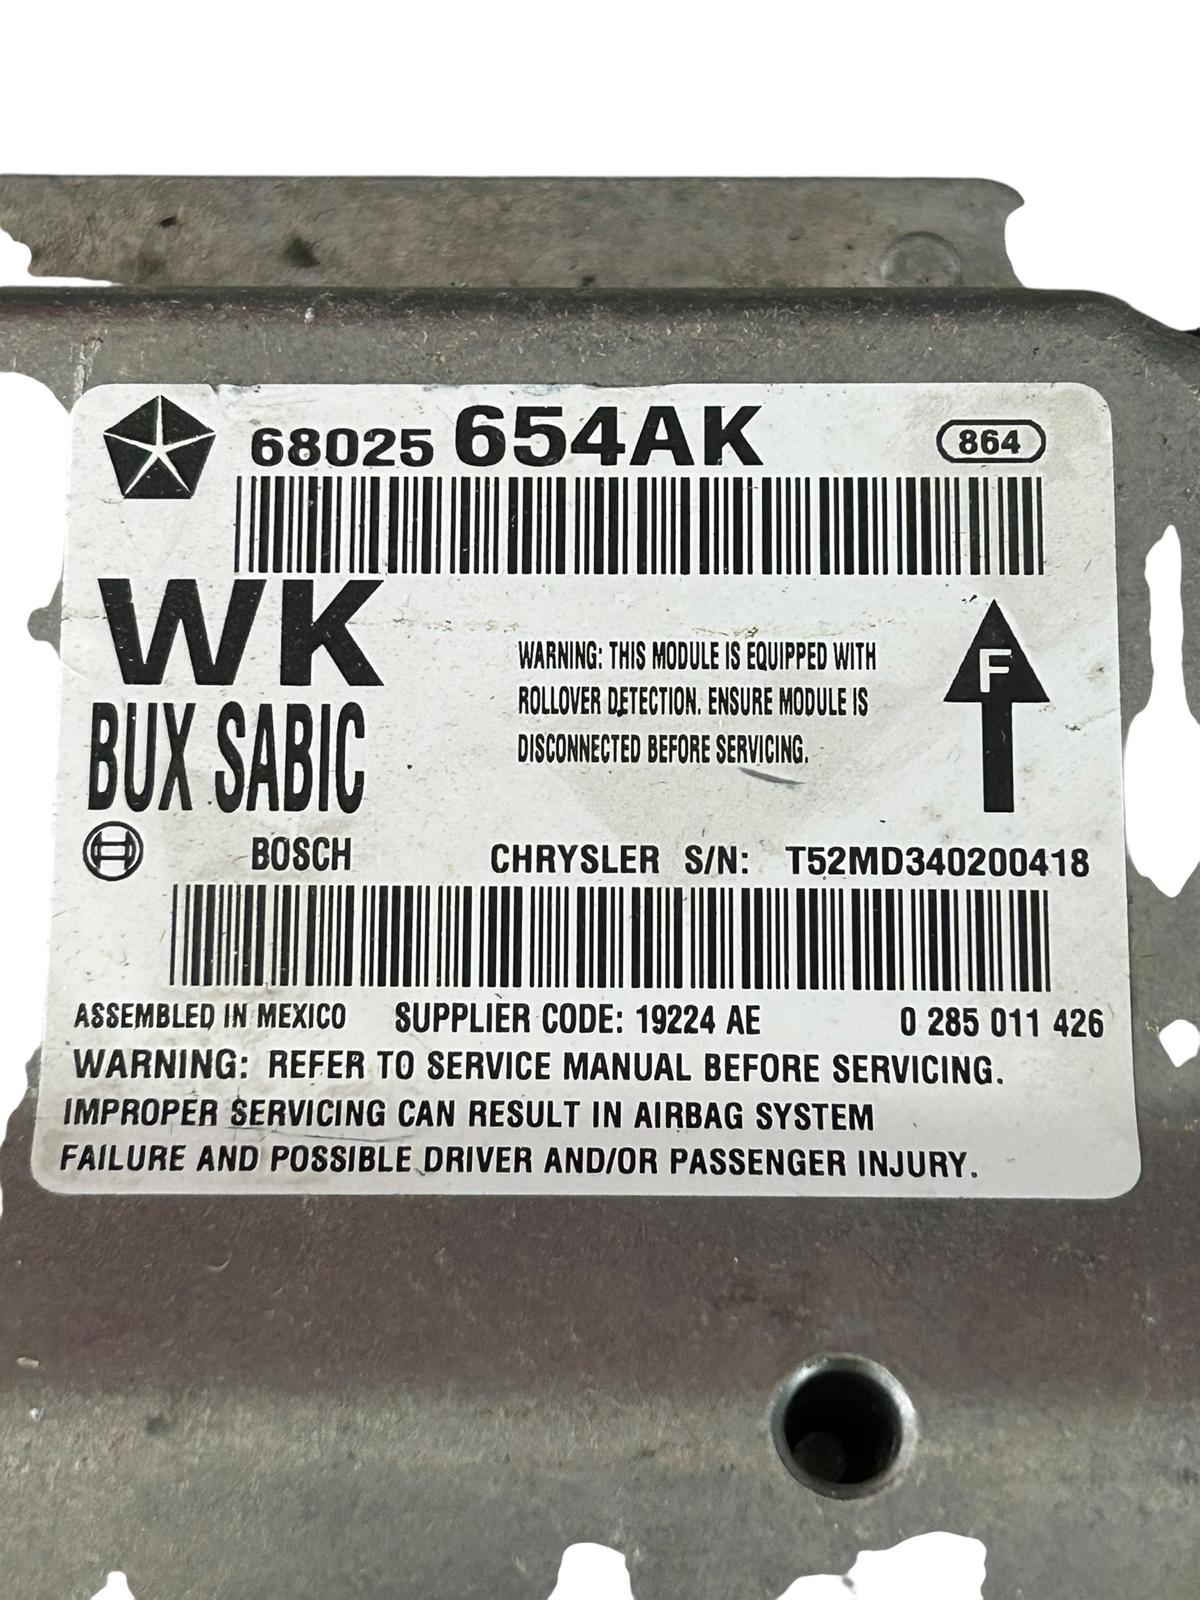 68025 654AK 864
WK
BUX SABIC
WARNING: THIS MODULE IS EQUIPPED WITH
ROLLOVER DETECTION. ENSURE MODULE IS
DISCONNECTED BEFORE SERVICING.
F
BOSCH CHRYSLER S/N: T52MD340200418
ASSEMBLED IN MEXICO SUPPLIER CODE: 19224 AE 0 285 011 426
WARNING: REFER TO SERVICE MANUAL BEFORE SERVICING.
IMPROPER SERVICING CAN RESULT IN AIRBAG SYSTEM
FAILURE AND POSSIBLE DRIVER AND/OR PASSENGER INJURY.